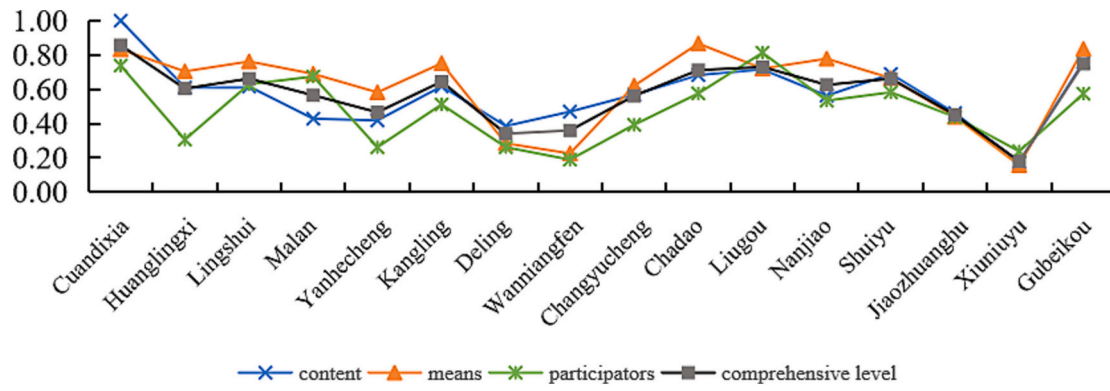 1.00
0.80
0.60
0.40
0.20
0.00
Cuandixia
Huanglingxi
Lingshui
Malan
Yanhecheng
Kangling
Deling
Wanniangfen
Changyucheng
Chadao
Liugou
Nanjiao
Shuiyu
Jiaozhuanghu
Xiuniuyu
Gubeikou
content means participators comprehensive level